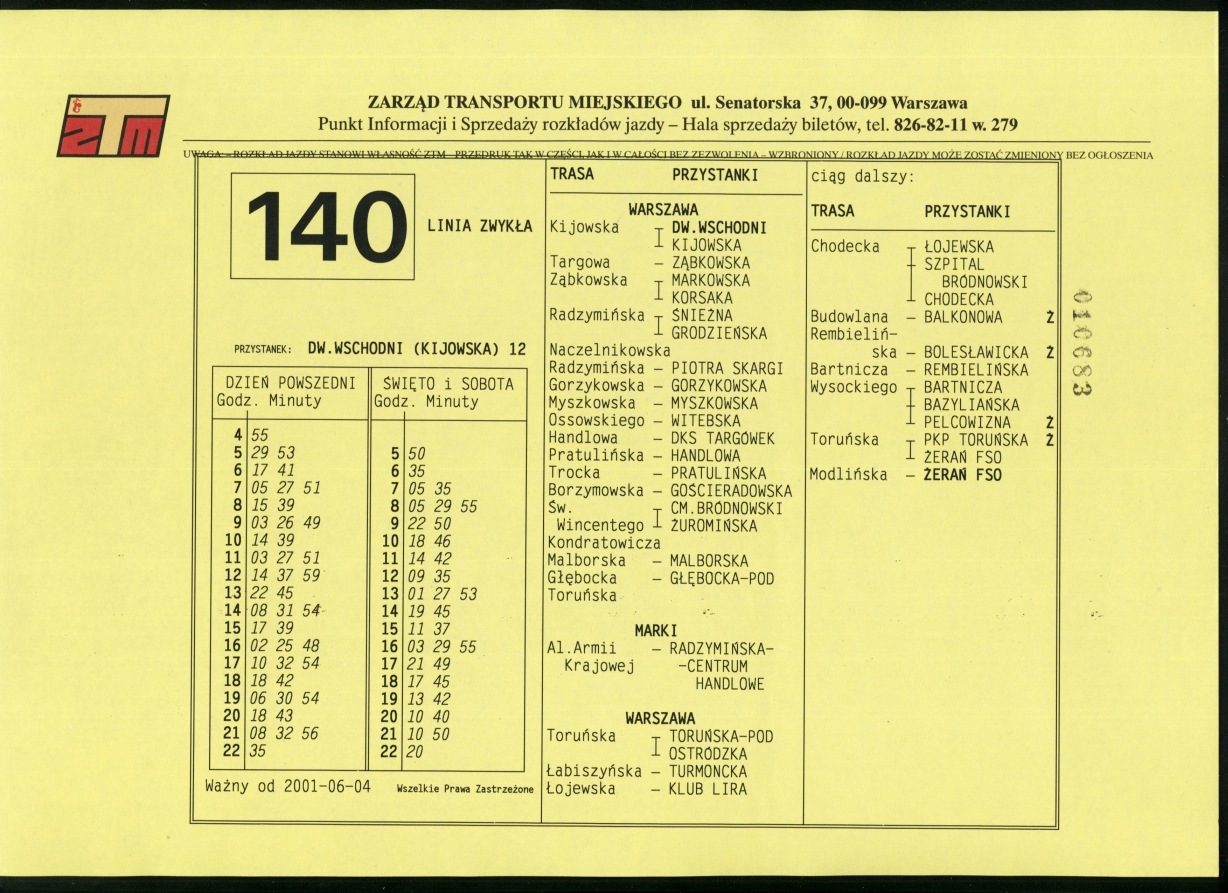 ZTM
ZARZĄD TRANSPORTU MIEJSKIEGO ul. Senatorska 37, 00-099 Warszawa
Punkt Informacji i Sprzedaży rozkładów jazdy – Hala sprzedaży biletów, tel. 826-82-11 w. 279
UWAGA: – ROZKŁAD JAZDY STANOWI WŁASNOŚĆ ZTM – PRZEDRUK TAK W CZĘŚCI, JAK I W CAŁOŚCI BEZ ZEZWOLENIA – WZBRONIONY / ROZKŁAD JAZDY MOŻE ZOSTAĆ ZMIENIONY BEZ OGŁOSZENIA
140 LINIA ZWYKŁA
PRZYSTANEK: DW.WSCHODNI (KIJOWSKA) 12
DZIEŃ POWSZEDNI
Godz. Minuty
4 55
5 29 53
6 17 41
7 05 27 51
8 15 39
9 03 26 49
10 14 39
11 03 27 51
12 14 37 59
13 22 45
14 08 31 54
15 17 39
16 02 25 48
17 10 32 54
18 18 42
19 06 30 54
20 18 43
21 08 32 56
22 35
ŚWIĘTO i SOBOTA
Godz. Minuty
5 50
6 35
7 05 35
8 05 29 55
9 22 50
10 18 46
11 14 42
12 09 35
13 01 27 53
14 19 45
15 11 37
16 03 29 55
17 21 49
18 17 45
19 13 42
20 10 40
21 10 50
22 20
Ważny od 2001-06-04 Wszelkie Prawa Zastrzeżone
TRASA PRZYSTANKI
WARSZAWA
Kijowska DW.WSCHODNI
KIJOWSKA
Targowa – ZĄBKOWSKA
Ząbkowska MARKOWSKA
KORSAKA
Radzymińska ŚNIEŻNA
GRODZIEŃSKA
Naczelnikowska
Radzymińska – PIOTRA SKARGI
Gorzykowska – GORZYKOWSKA
Myszkowska – MYSZKOWSKA
Ossowskiego – WITEBSKA
Handlowa – DKS TARGÓWEK
Pratulińska – HANDLOWA
Trocka – PRATULIŃSKA
Borzymowska – GOŚCIERADOWSKA
Św. CM.BRÓDNOWSKI
Wincentego ŻUROMIŃSKA
Kondratowicza
Malborska – MALBORSKA
Głębocka – GŁĘBOCKA-POD
Toruńska
MARKI
Al.Armii – RADZYMIŃSKA-
Krajowej -CENTRUM
HANDLOWE
WARSZAWA
Toruńska TORUŃSKA-POD
OSTRÓDZKA
Łabiszyńska – TURMONCKA
Łojewska – KLUB LIRA
ciąg dalszy:
TRASA PRZYSTANKI
Chodecka ŁOJEWSKA
SZPITAL
BRÓDNOWSKI
CHODECKA
Budowlana – BALKONOWA Ż
Rembieliń-
ska – BOLESŁAWICKA Ż
Bartnicza – REMBIELIŃSKA
Wysockiego BARTNICZA
BAZYLIAŃSKA
PELCOWIZNA Ż
Toruńska PKP TORUŃSKA Ż
ŻERAŃ FSO
Modlińska – ŻERAŃ FSO
010683